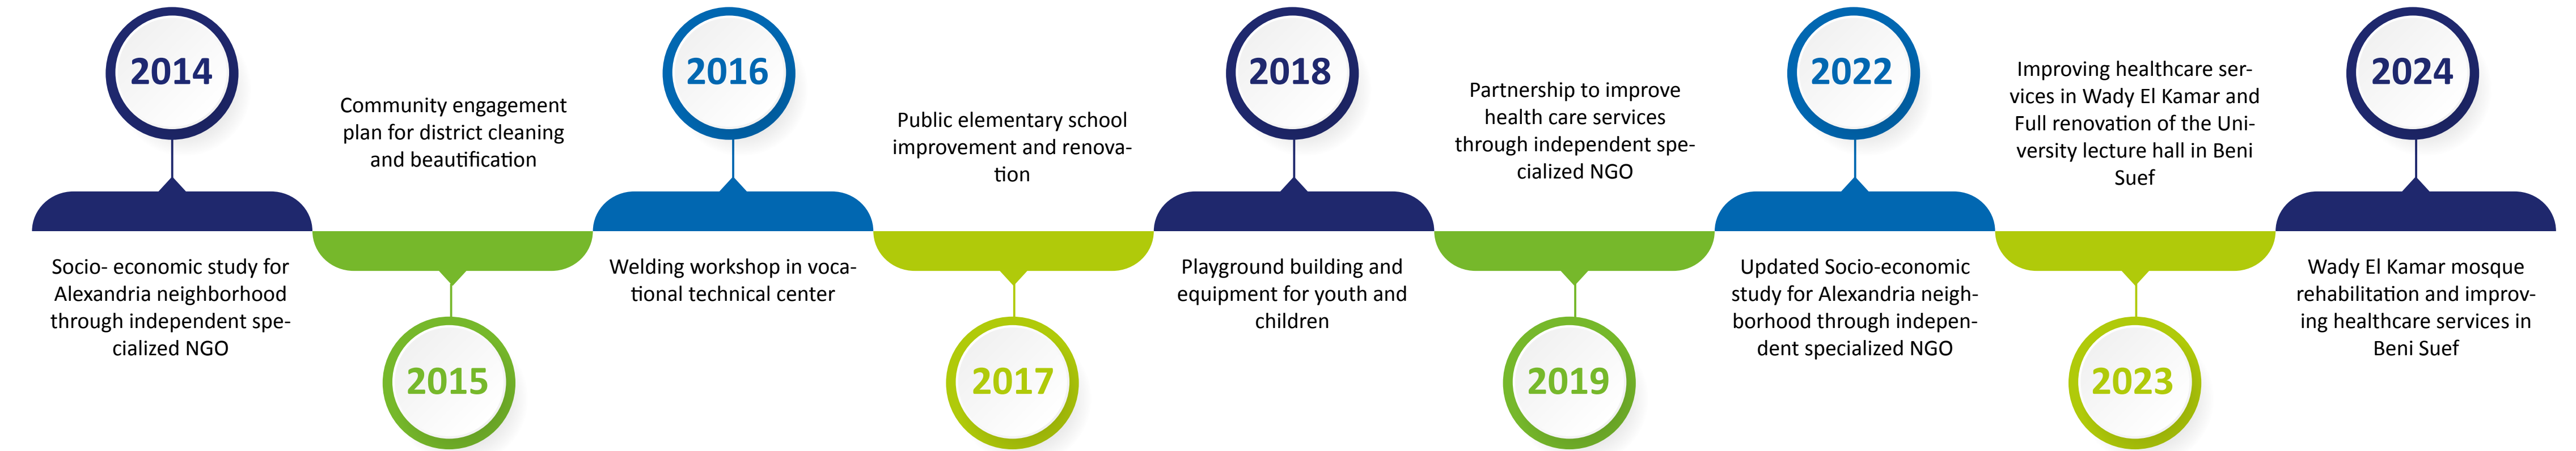 2014
Socio- economic study for
Alexandria neighborhood
through independent spe-
cialized NGO
Community engagement
plan for district cleaning
and beautification
2015
2016
Welding workshop in voca-
tional technical center
Public elementary school
improvement and renova-
tion
2017
2018
Playground building and
equipment for youth and
children
Partnership to improve
health care services
through independent spe-
cialized NGO
2019
2022
Updated Socio-economic
study for Alexandria neigh-
borhood through indepen-
dent specialized NGO
Improving healthcare ser-
vices in Wady El Kamar and
Full renovation of the Uni-
versity lecture hall in Beni
Suef
2023
2024
Wady El Kamar mosque
rehabilitation and improv-
ing healthcare services in
Beni Suef